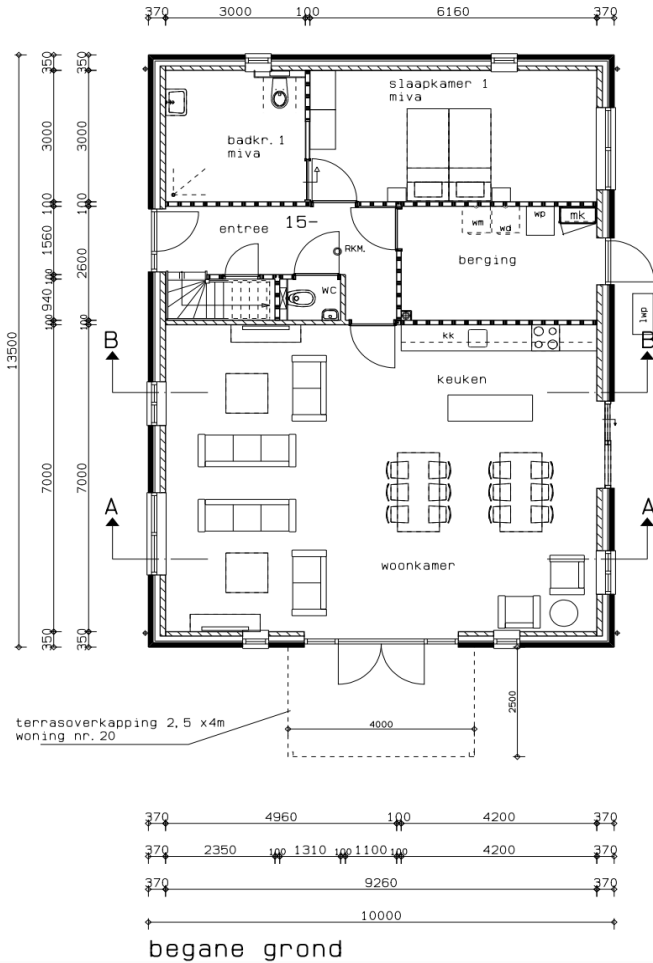 370 3000 100 6160 370
350 350
slaapkamer 1
miva
badkr. 1
miva
3000 3000
100 100
entree 15-
wm wd wp mk
1560 2600
RKM.
berging
WC
100 940 100 100
lwp
13500
B B
kk
keuken
7000 7000
A A
woonkamer
350 350
2500
terrasoverkapping 2,5 x4m
woning nr. 20
4000
370 4960 100 4200 370
370 2350 100 1310 100 1100 100 4200 370
370 9260 370
10000
begane grond